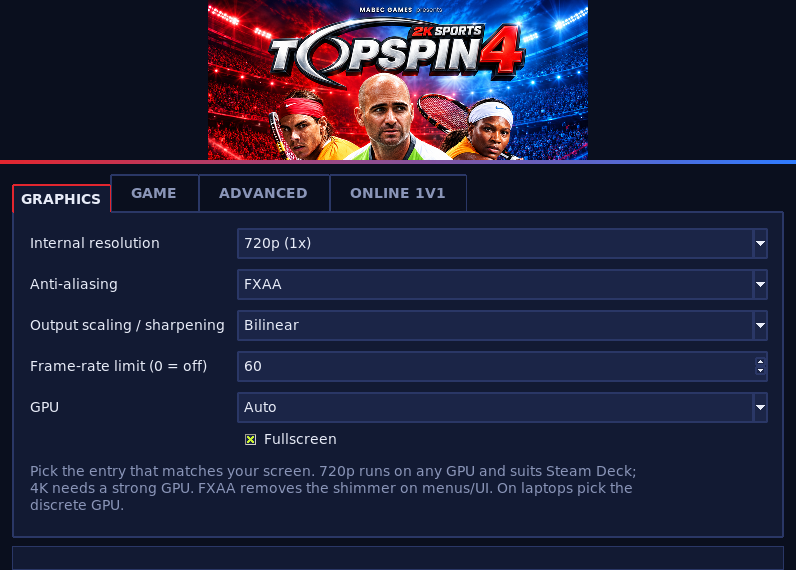 MABEC GAMES presents
2K SPORTS
TOPSPIN 4
GRAPHICS
GAME
ADVANCED
ONLINE 1V1
Internal resolution
720p (1x)
Anti-aliasing
FXAA
Output scaling / sharpening
Bilinear
Frame-rate limit (0 = off)
60
GPU
Auto
Fullscreen
Pick the entry that matches your screen. 720p runs on any GPU and suits Steam Deck;
4K needs a strong GPU. FXAA removes the shimmer on menus/UI. On laptops pick the
discrete GPU.